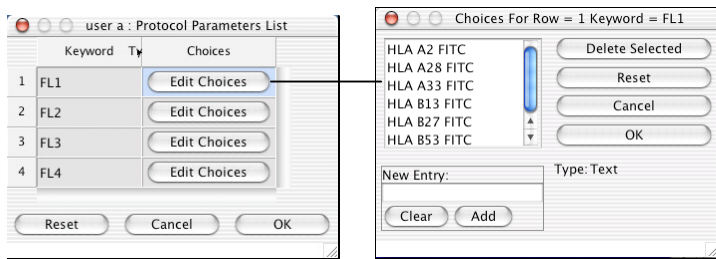 user a : Protocol Parameters List
Keyword Ty Choices
1 FL1 Edit Choices
2 FL2 Edit Choices
3 FL3 Edit Choices
4 FL4 Edit Choices
Reset Cancel OK
Choices For Row = 1 Keyword = FL1
HLA A2 FITC
HLA A28 FITC
HLA A33 FITC
HLA B13 FITC
HLA B27 FITC
HLA B53 FITC
Delete Selected
Reset
Cancel
OK
New Entry:
Clear Add
Type: Text